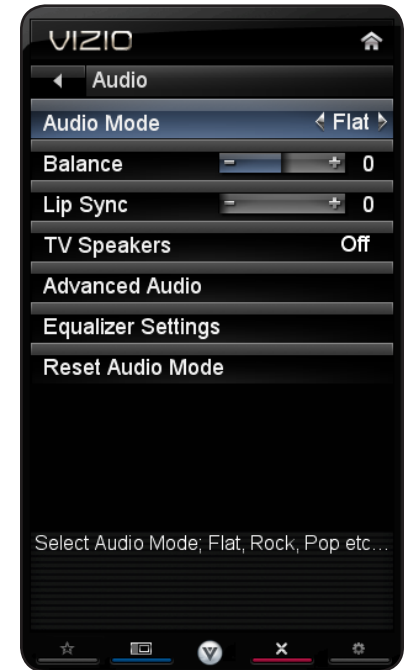 VIZIO
Audio
Audio Mode Flat
Balance - + 0
Lip Sync - + 0
TV Speakers Off
Advanced Audio
Equalizer Settings
Reset Audio Mode
Select Audio Mode; Flat, Rock, Pop etc...
V